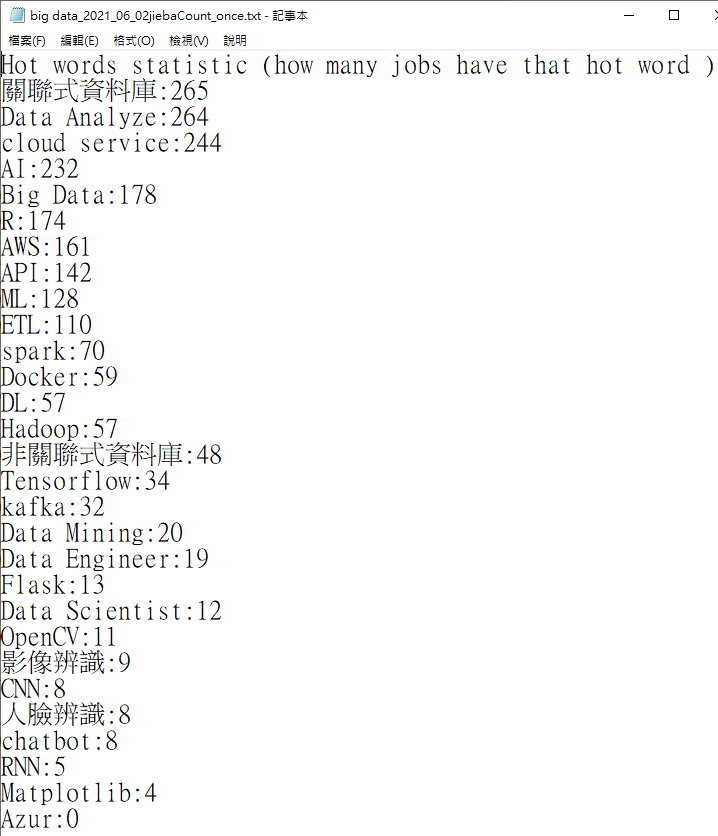 big data_2021_06_02jiebaCount_once.txt - 記事本
檔案(F) 編輯(E) 格式(O) 檢視(V) 說明
Hot words statistic (how many jobs have that hot word )
關聯式資料庫:265
Data Analyze:264
cloud service:244
AI:232
Big Data:178
R:174
AWS:161
API:142
ML:128
ETL:110
spark:70
Docker:59
DL:57
Hadoop:57
非關聯式資料庫:48
Tensorflow:34
kafka:32
Data Mining:20
Data Engineer:19
Flask:13
Data Scientist:12
OpenCV:11
影像辨識:9
CNN:8
人臉辨識:8
chatbot:8
RNN:5
Matplotlib:4
Azur:0